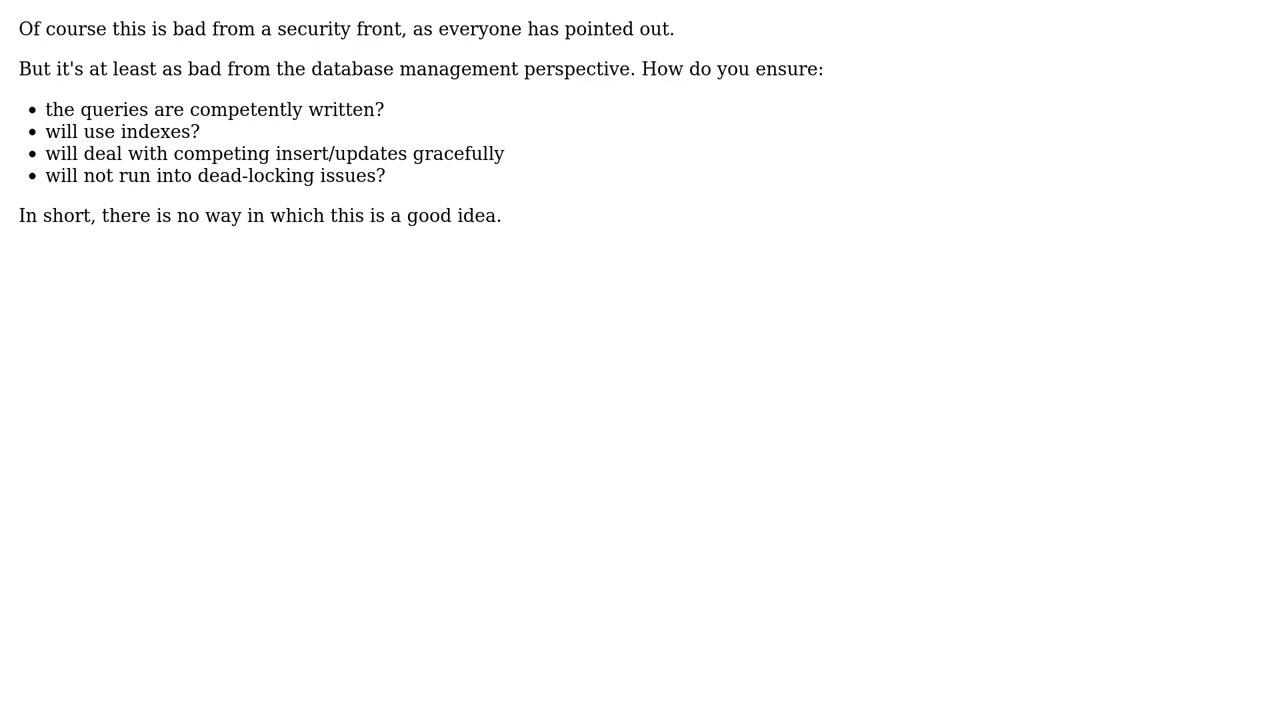 Of course this is bad from a security front, as everyone has pointed out.
But it's at least as bad from the database management perspective. How do you ensure:
• the queries are competently written?
• will use indexes?
• will deal with competing insert/updates gracefully
• will not run into dead-locking issues?
In short, there is no way in which this is a good idea.